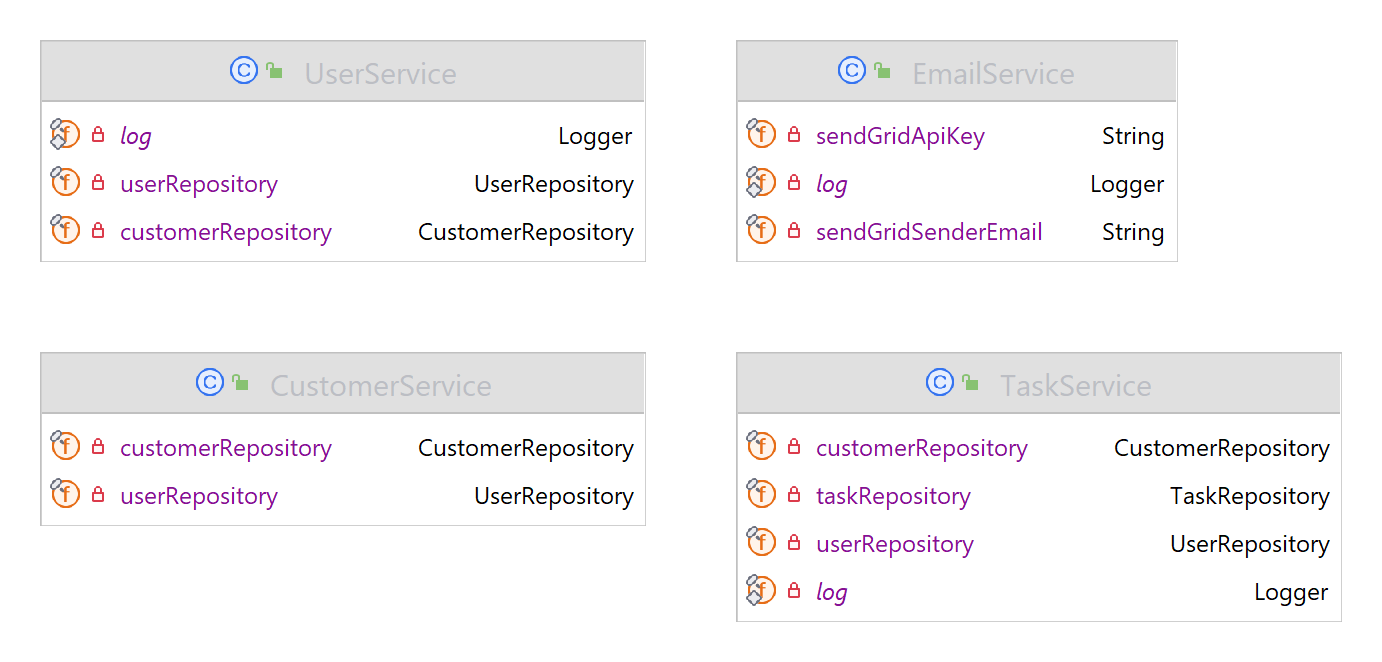 UserService
log Logger
userRepository UserRepository
customerRepository CustomerRepository
EmailService
sendGridApiKey String
log Logger
sendGridSenderEmail String
CustomerService
customerRepository CustomerRepository
userRepository UserRepository
TaskService
customerRepository CustomerRepository
taskRepository TaskRepository
userRepository UserRepository
log Logger